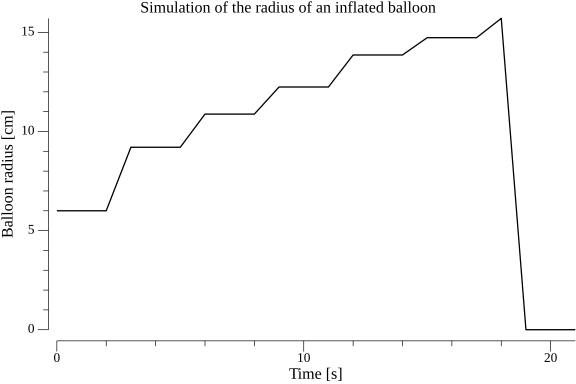 Simulation of the radius of an inflated balloon
15
10
5
0
Balloon radius [cm]
0 10 20
Time [s]